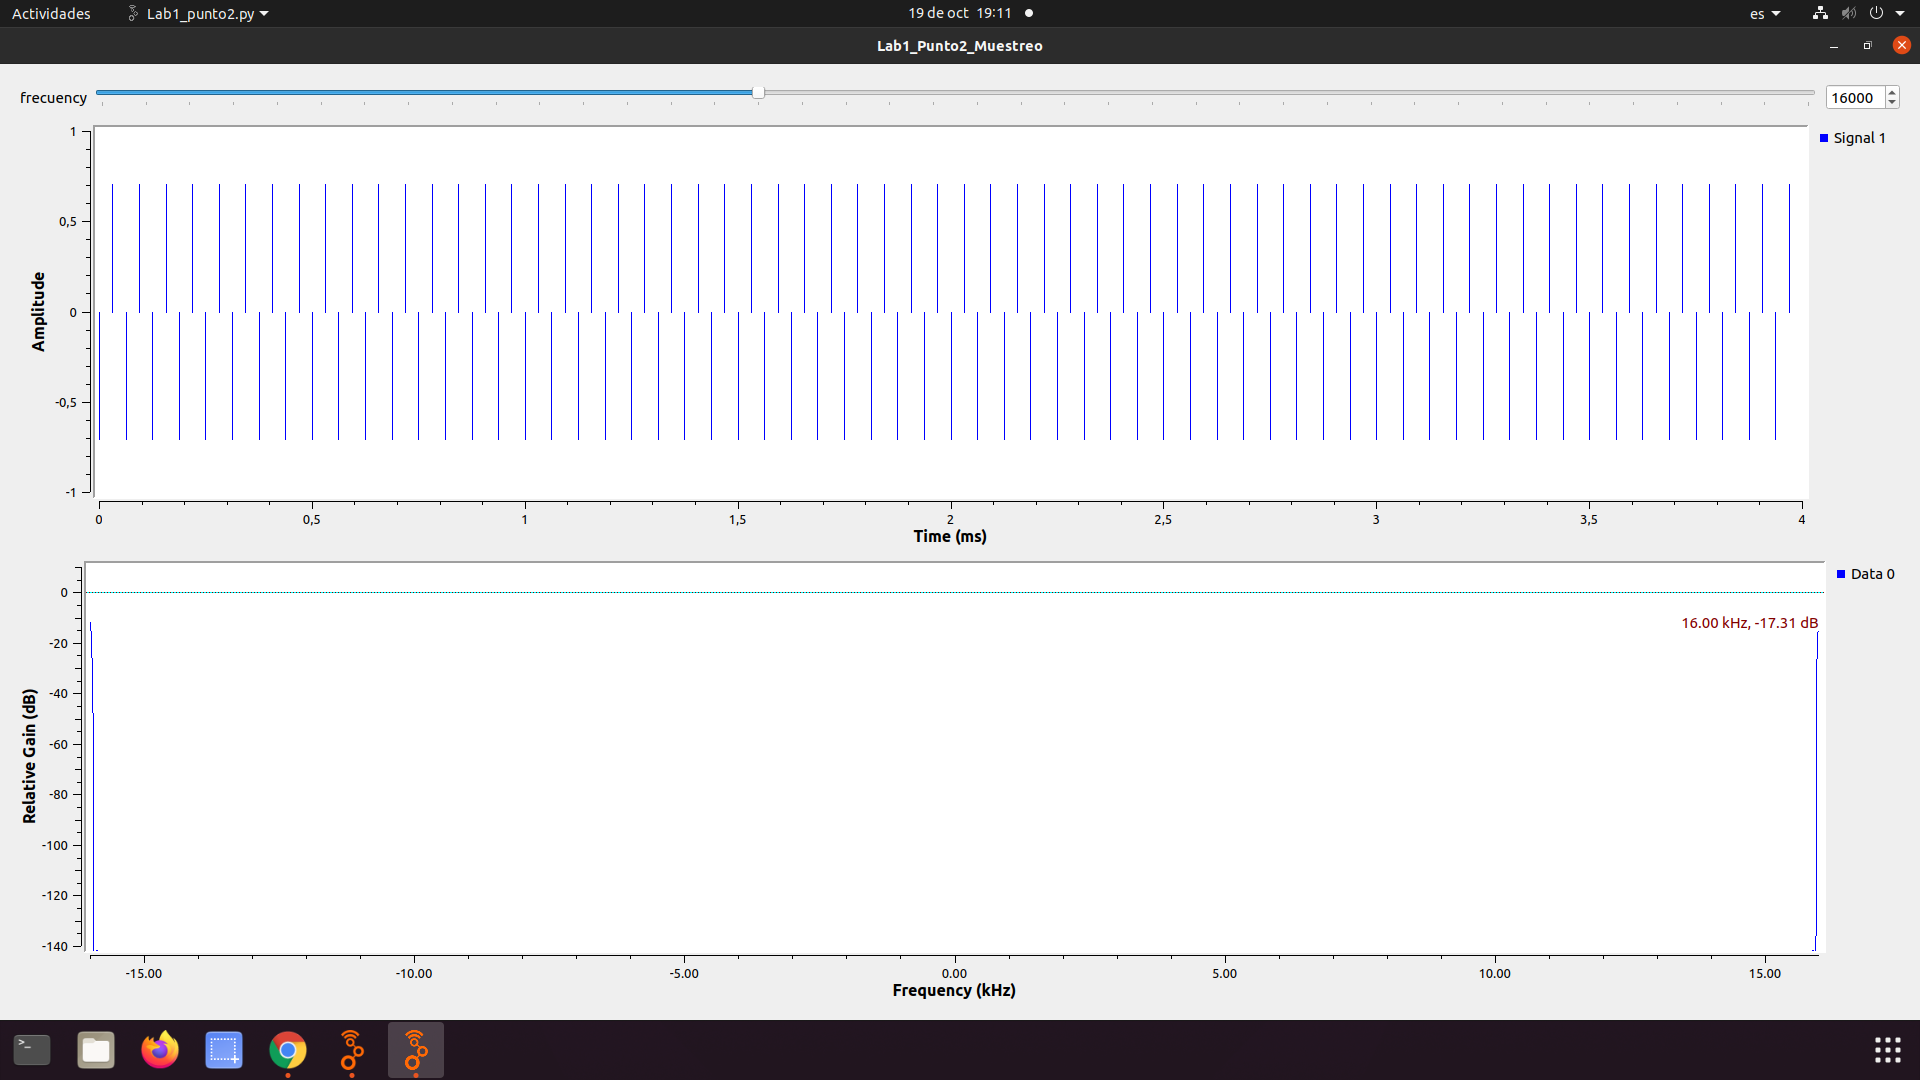 Actividades
Lab1_punto2.py
19 de oct 19:11
es
Lab1_Punto2_Muestreo
frecuency
16000
Signal 1
1
0,5
0
-0,5
-1
Amplitude
0 0,5 1 1,5 2 2,5 3 3,5 4
Time (ms)
Data 0
16.00 kHz, -17.31 dB
0
-20
-40
-60
-80
-100
-120
-140
Relative Gain (dB)
-15.00 -10.00 -5.00 0.00 5.00 10.00 15.00
Frequency (kHz)
>_